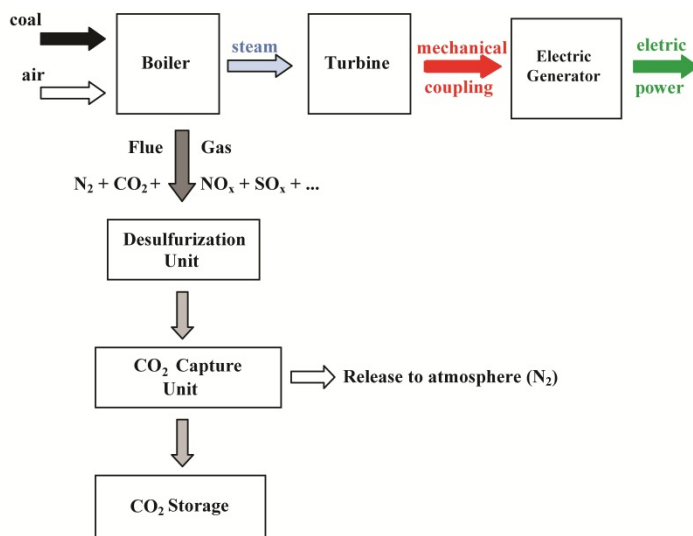 coal
air
Boiler
steam
Turbine
mechanical
coupling
Electric
Generator
eletric
power
Flue Gas
N₂ + CO₂ + NOₓ + SOₓ + ...
Desulfurization
Unit
CO₂ Capture
Unit
Release to atmosphere (N₂)
CO₂ Storage